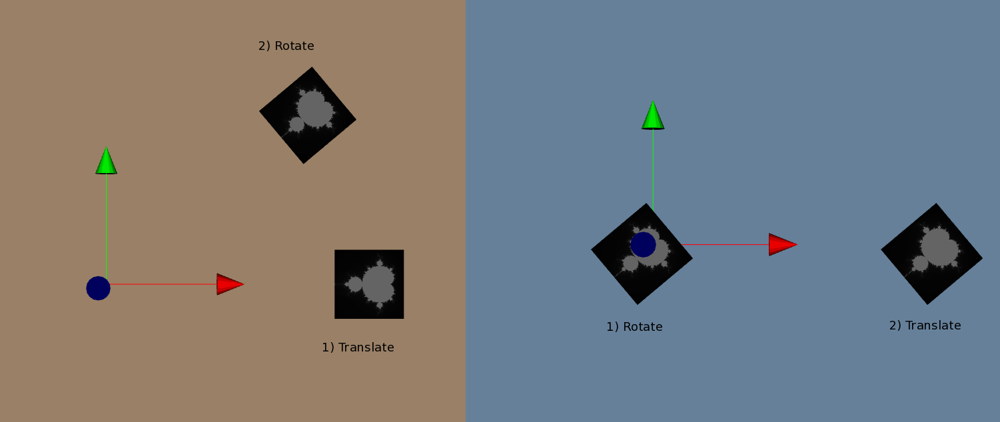 2) Rotate
1) Translate
1) Rotate
2) Translate